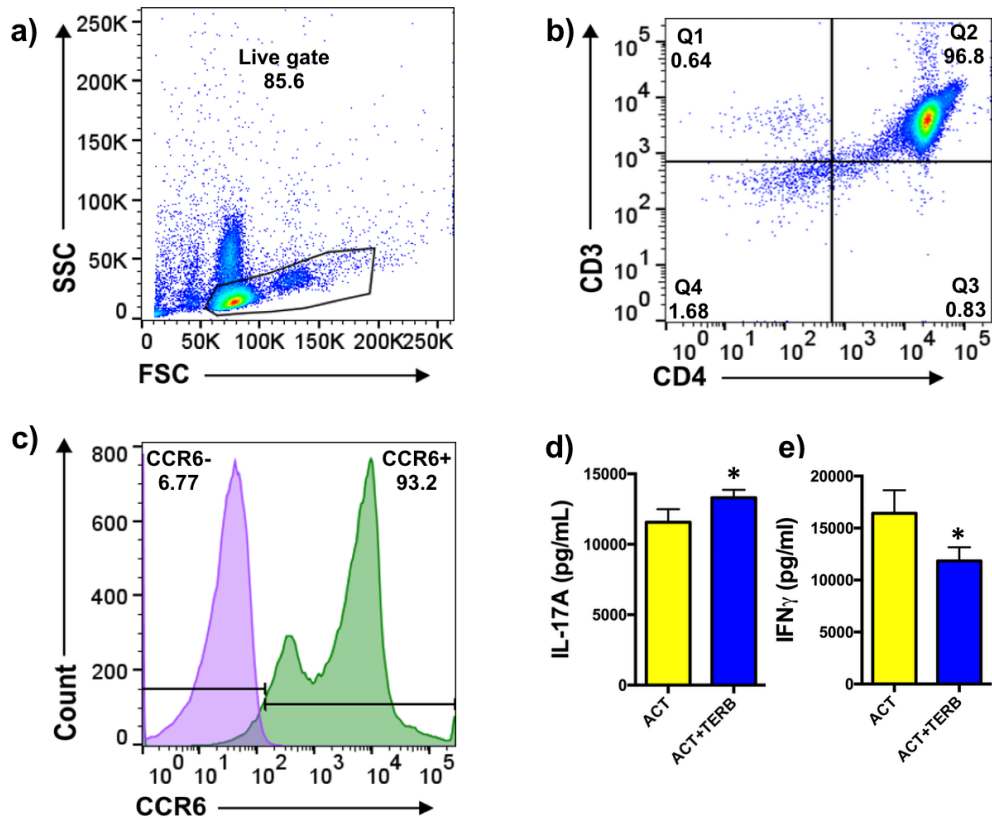 a)
250K
200K
150K
100K
50K
0
SSC
Live gate
85.6
0 50K 100K 150K 200K250K
FSC
b)
10^5
10^4
10^3
10^2
10^1
0
10
CD3
Q1
0.64
Q2
96.8
Q4
1.68
Q3
0.83
10^0 10^1 10^2 10^3 10^4 10^5
CD4
c)
800
600
400
200
0
Count
CCR6-
6.77
CCR6+
93.2
10^0 10^1 10^2 10^3 10^4 10^5
CCR6
d)
15000
10000
5000
0
IL-17A (pg/mL)
*
ACT
ACT+TERB
e)
20000
15000
10000
5000
0
IFNγ (pg/ml)
*
ACT
ACT+TERB